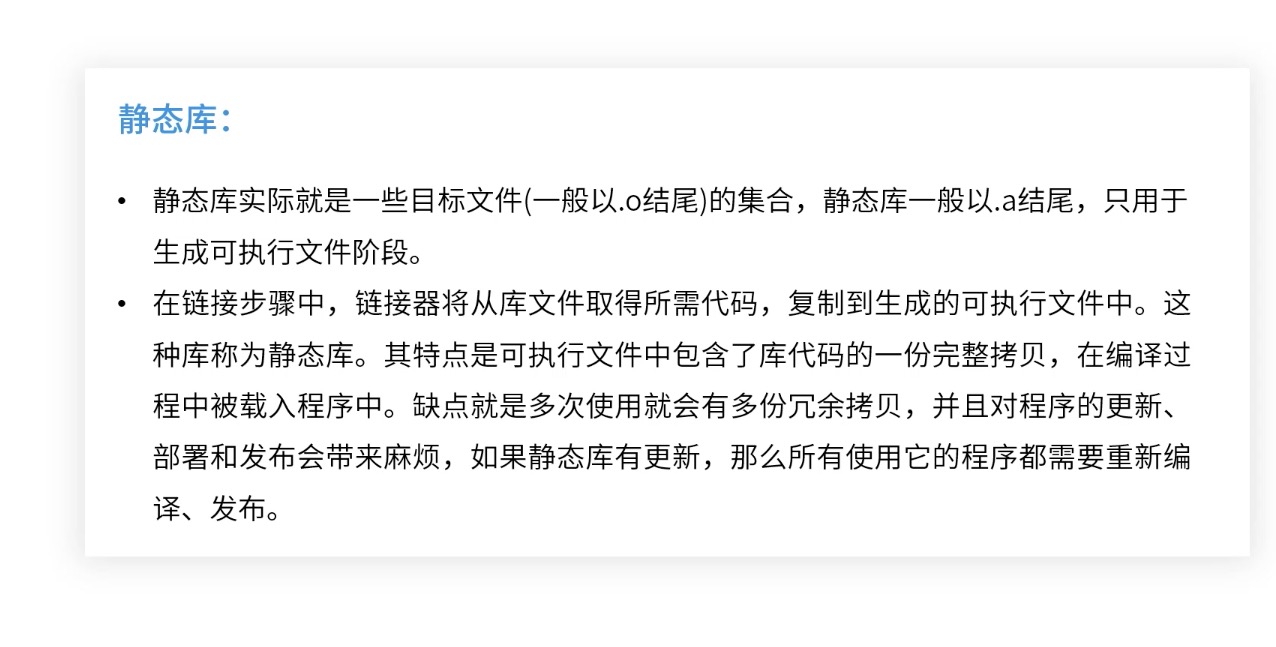 静态库：
• 静态库实际就是一些目标文件(一般以.o结尾)的集合，静态库一般以.a结尾，只用于
生成可执行文件阶段。
• 在链接步骤中，链接器将从库文件取得所需代码，复制到生成的可执行文件中。这
种库称为静态库。其特点是可执行文件中包含了库代码的一份完整拷贝，在编译过
程中被载入程序中。缺点就是多次使用就会有多份冗余拷贝，并且对程序的更新、
部署和发布会带来麻烦，如果静态库有更新，那么所有使用它的程序都需要重新编
译、发布。